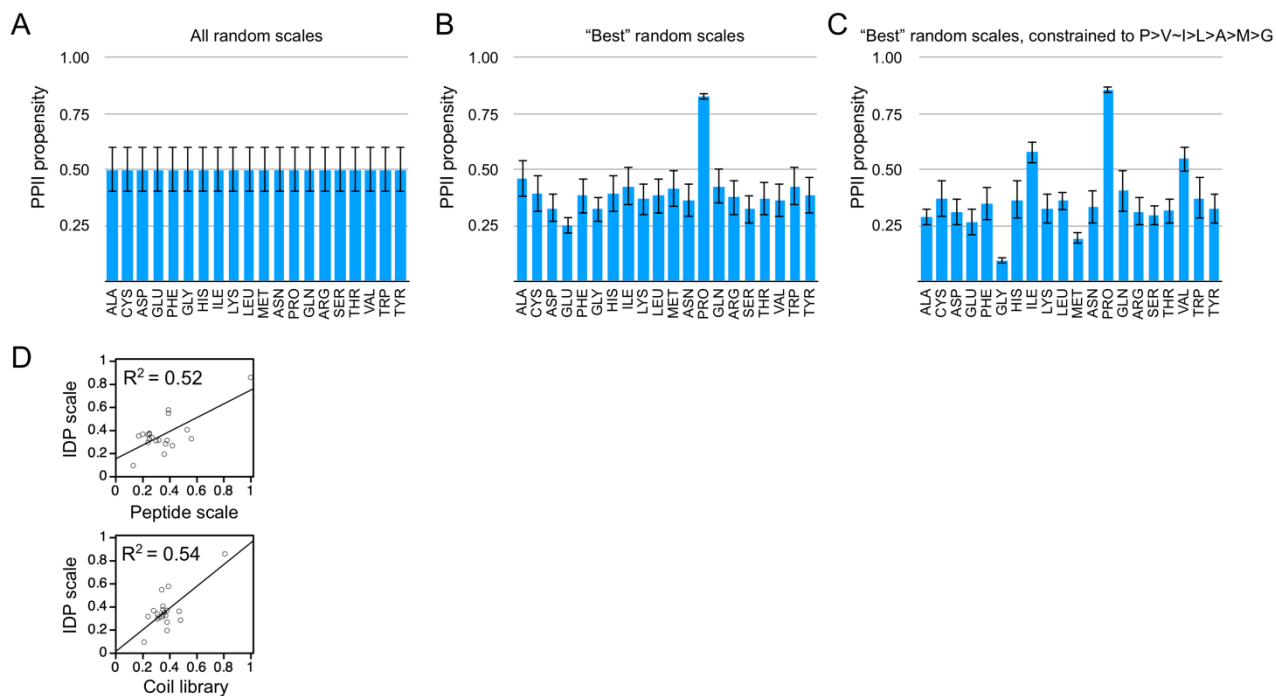 A
All random scales
PPII propensity
1.00
0.75
0.50
0.25
ALA
CYS
ASP
GLU
PHE
GLY
HIS
ILE
LYS
LEU
MET
ASN
PRO
GLN
ARG
SER
THR
VAL
TRP
TYR
B
“Best” random scales
PPII propensity
1.00
0.75
0.50
0.25
ALA
CYS
ASP
GLU
PHE
GLY
HIS
ILE
LYS
LEU
MET
ASN
PRO
GLN
ARG
SER
THR
VAL
TRP
TYR
C
“Best” random scales, constrained to P>V~I>L>A>M>G
PPII propensity
1.00
0.75
0.50
0.25
ALA
CYS
ASP
GLU
PHE
GLY
HIS
ILE
LYS
LEU
MET
ASN
PRO
GLN
ARG
SER
THR
VAL
TRP
TYR
D
R² = 0.52
IDP scale
1
0.8
0.6
0.4
0.2
0
0 0.2 0.4 0.6 0.8 1
Peptide scale
R² = 0.54
IDP scale
1
0.8
0.6
0.4
0.2
0
0 0.2 0.4 0.6 0.8 1
Coil library